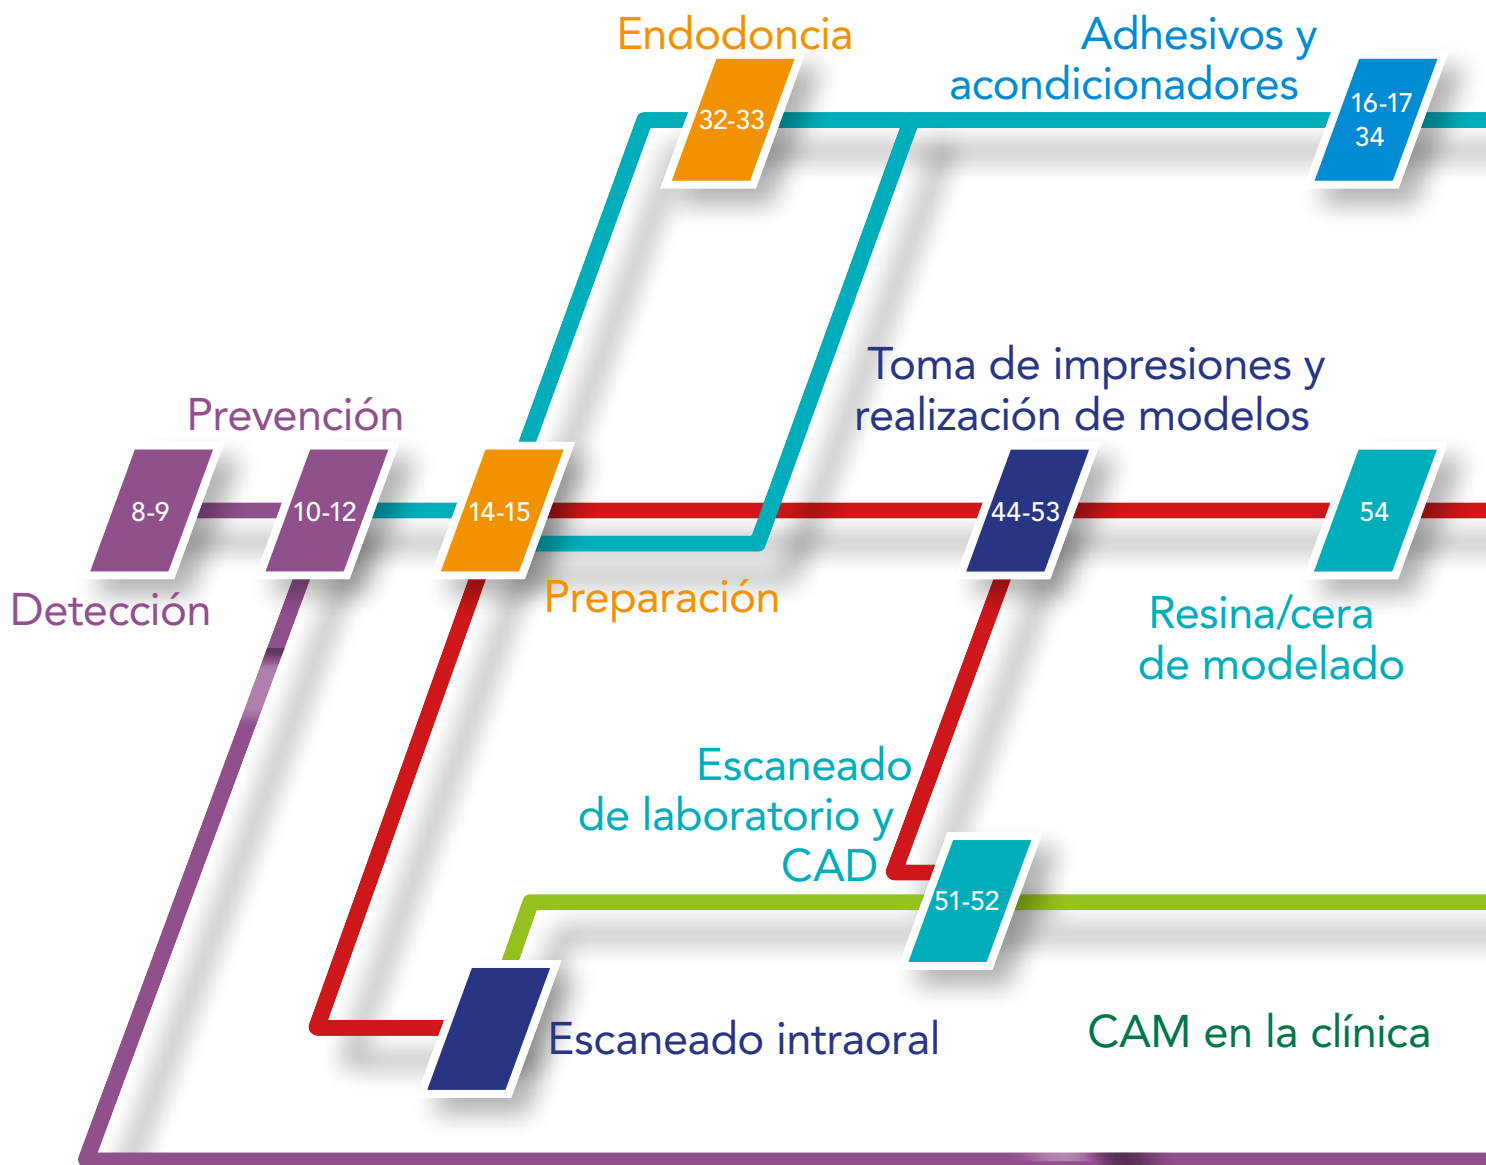 Endodoncia
32-33
Adhesivos y
acondicionadores
16-17
34
Prevención
8-9
10-12
14-15
Detección
Preparación
Toma de impresiones y
realización de modelos
44-53
54
Resina/cera
de modelado
Escaneado
de laboratorio y
CAD
51-52
Escaneado intraoral
CAM en la clínica